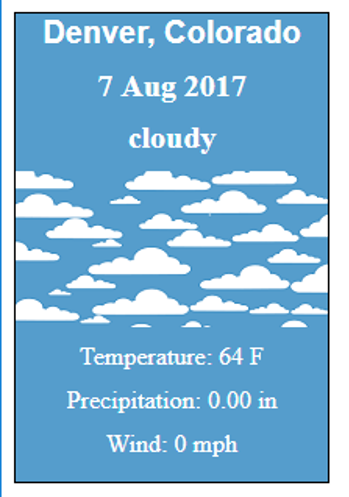 Denver, Colorado
7 Aug 2017
cloudy
Temperature: 64 F
Precipitation: 0.00 in
Wind: 0 mph